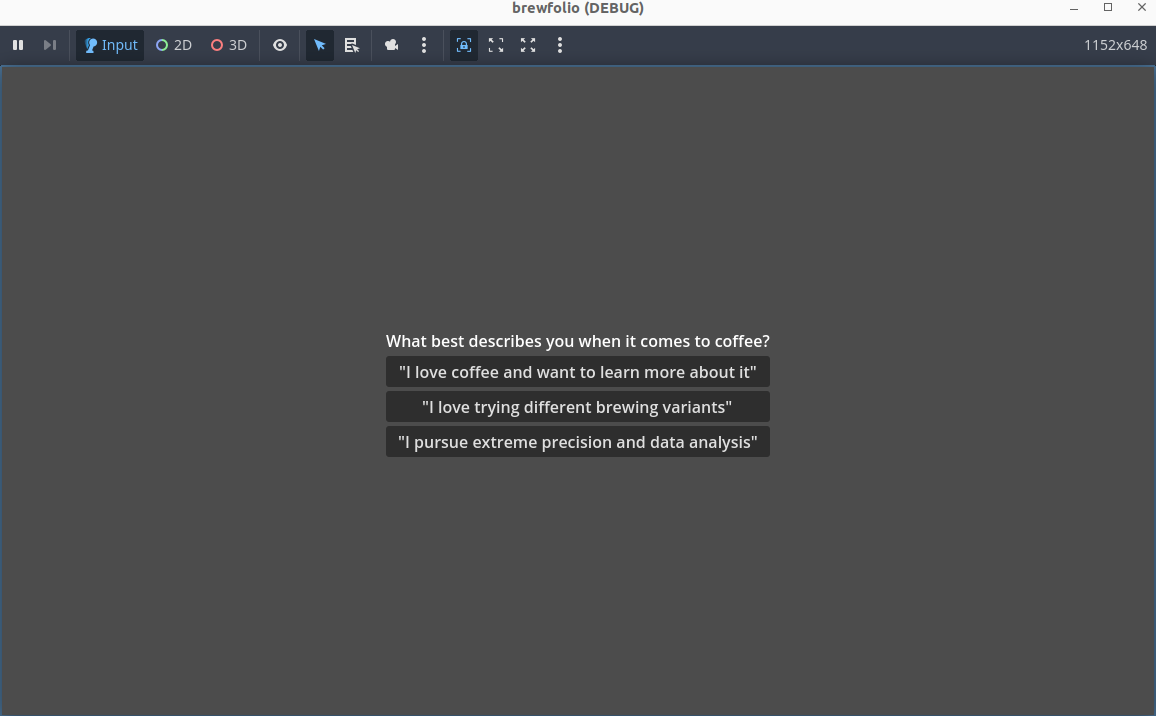 brewfolio (DEBUG)
Input 2D 3D 1152x648
What best describes you when it comes to coffee?
"I love coffee and want to learn more about it"
"I love trying different brewing variants"
"I pursue extreme precision and data analysis"